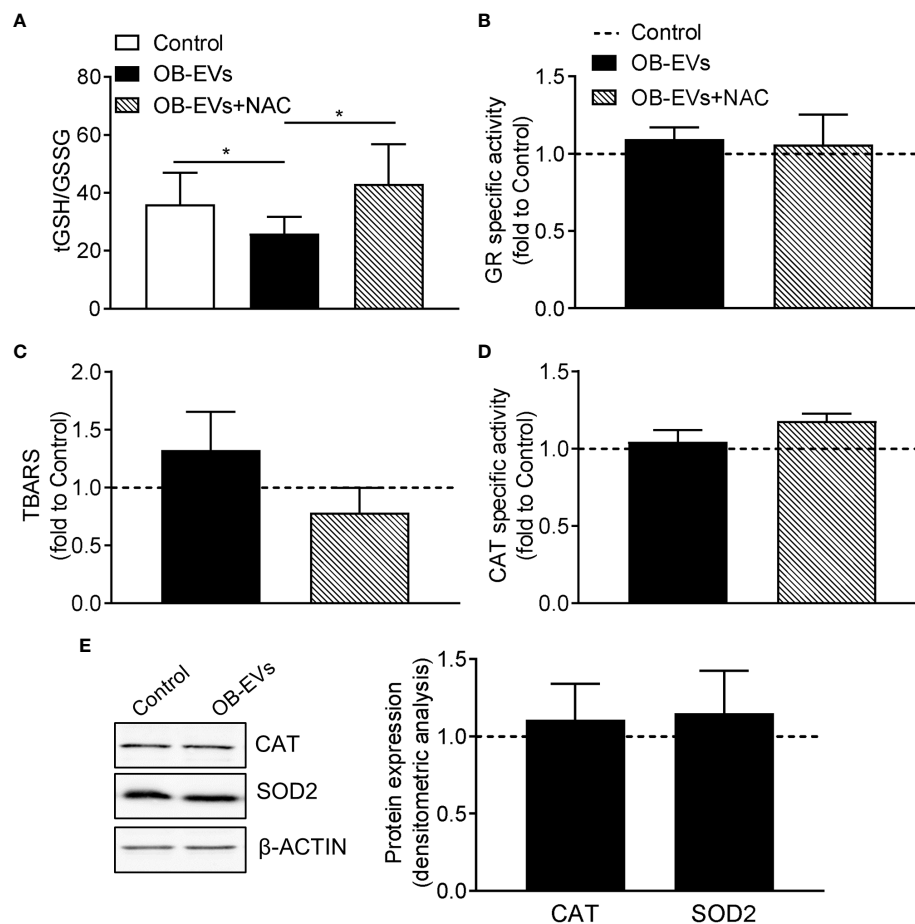 A
Control
OB-EVs
OB-EVs+NAC
80
60
40
20
0
tGSH/GSSG
*
*
B
Control
OB-EVs
OB-EVs+NAC
1.5
1.0
0.5
0.0
GR specific activity
(fold to Control)
C
2.0
1.5
1.0
0.5
0.0
TBARS
(fold to Control)
D
1.5
1.0
0.5
0.0
CAT specific activity
(fold to Control)
E
Control
OB-EVs
CAT
SOD2
β-ACTIN
1.5
1.0
0.5
0.0
Protein expression
(densitometric analysis)
CAT
SOD2